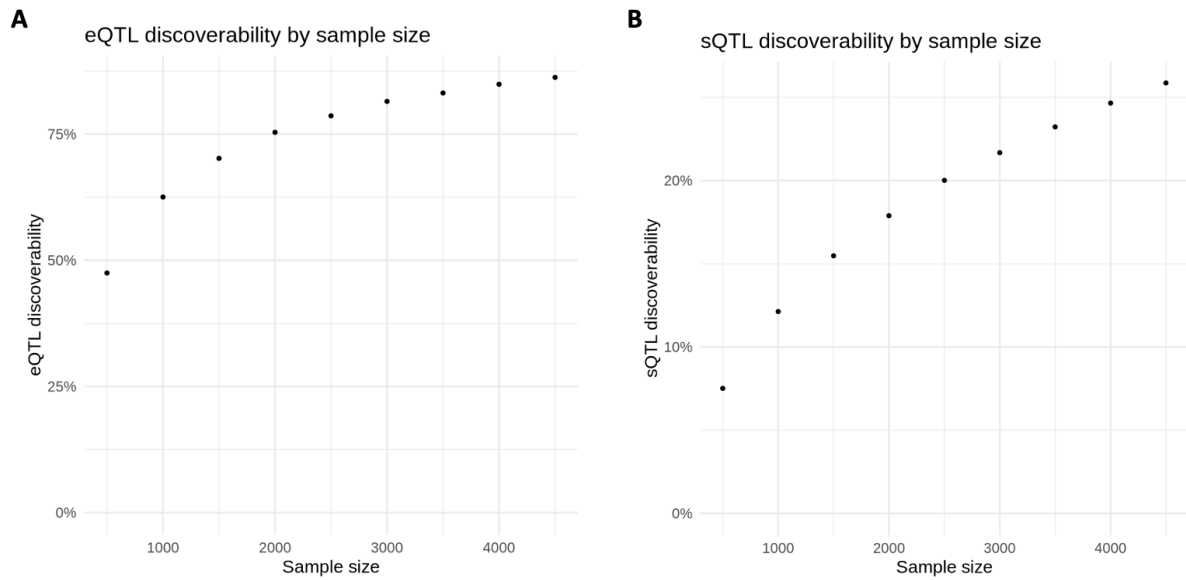 A
eQTL discoverability by sample size
eQTL discoverability
75%
50%
25%
0%
1000 2000 3000 4000
Sample size
B
sQTL discoverability by sample size
sQTL discoverability
20%
10%
0%
1000 2000 3000 4000
Sample size